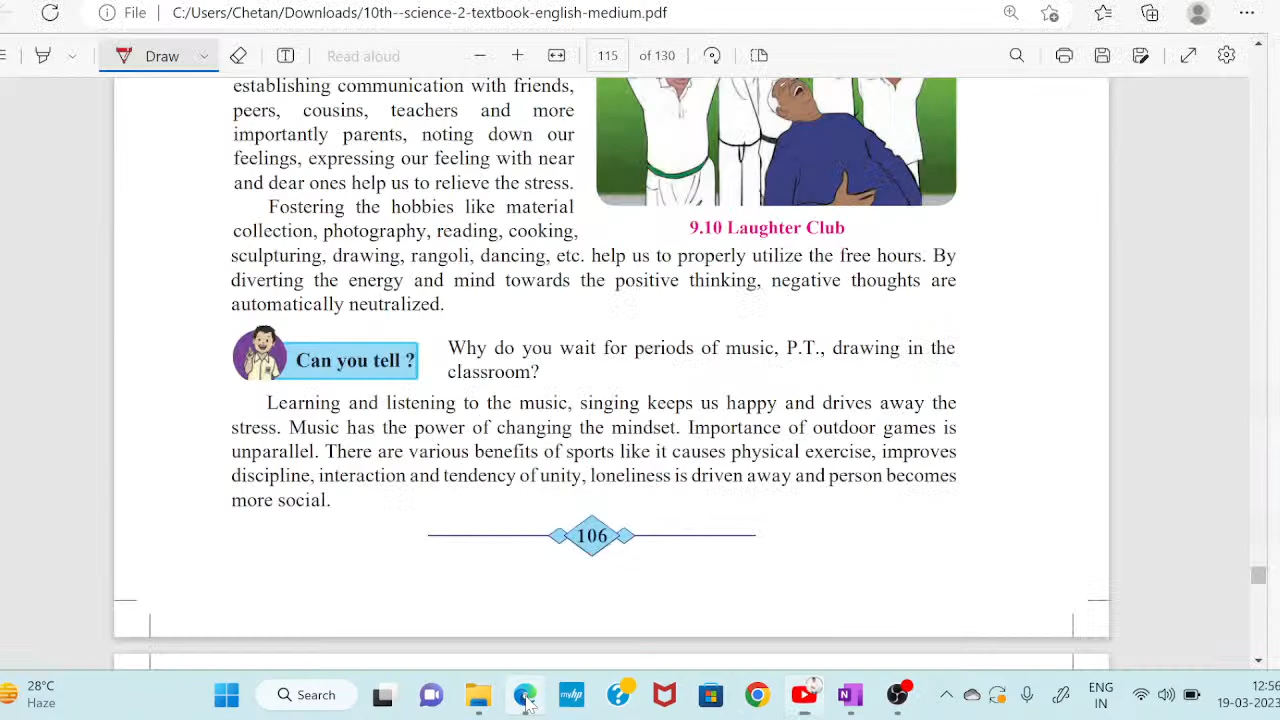 File
C:/Users/Chetan/Downloads/10th--science-2-textbook-english-medium.pdf
Draw
Read aloud
115 of 130
establishing communication with friends,
peers, cousins, teachers and more
importantly parents, noting down our
feelings, expressing our feeling with near
and dear ones help us to relieve the stress.
Fostering the hobbies like material
collection, photography, reading, cooking,
9.10 Laughter Club
sculpturing, drawing, rangoli, dancing, etc. help us to properly utilize the free hours. By
diverting the energy and mind towards the positive thinking, negative thoughts are
automatically neutralized.
Can you tell ?
Why do you wait for periods of music, P.T., drawing in the
classroom?
Learning and listening to the music, singing keeps us happy and drives away the
stress. Music has the power of changing the mindset. Importance of outdoor games is
unparallel. There are various benefits of sports like it causes physical exercise, improves
discipline, interaction and tendency of unity, loneliness is driven away and person becomes
more social.
106
28°C
Haze
Search
myhp
N
ENG
IN
12:56
19-03-2023